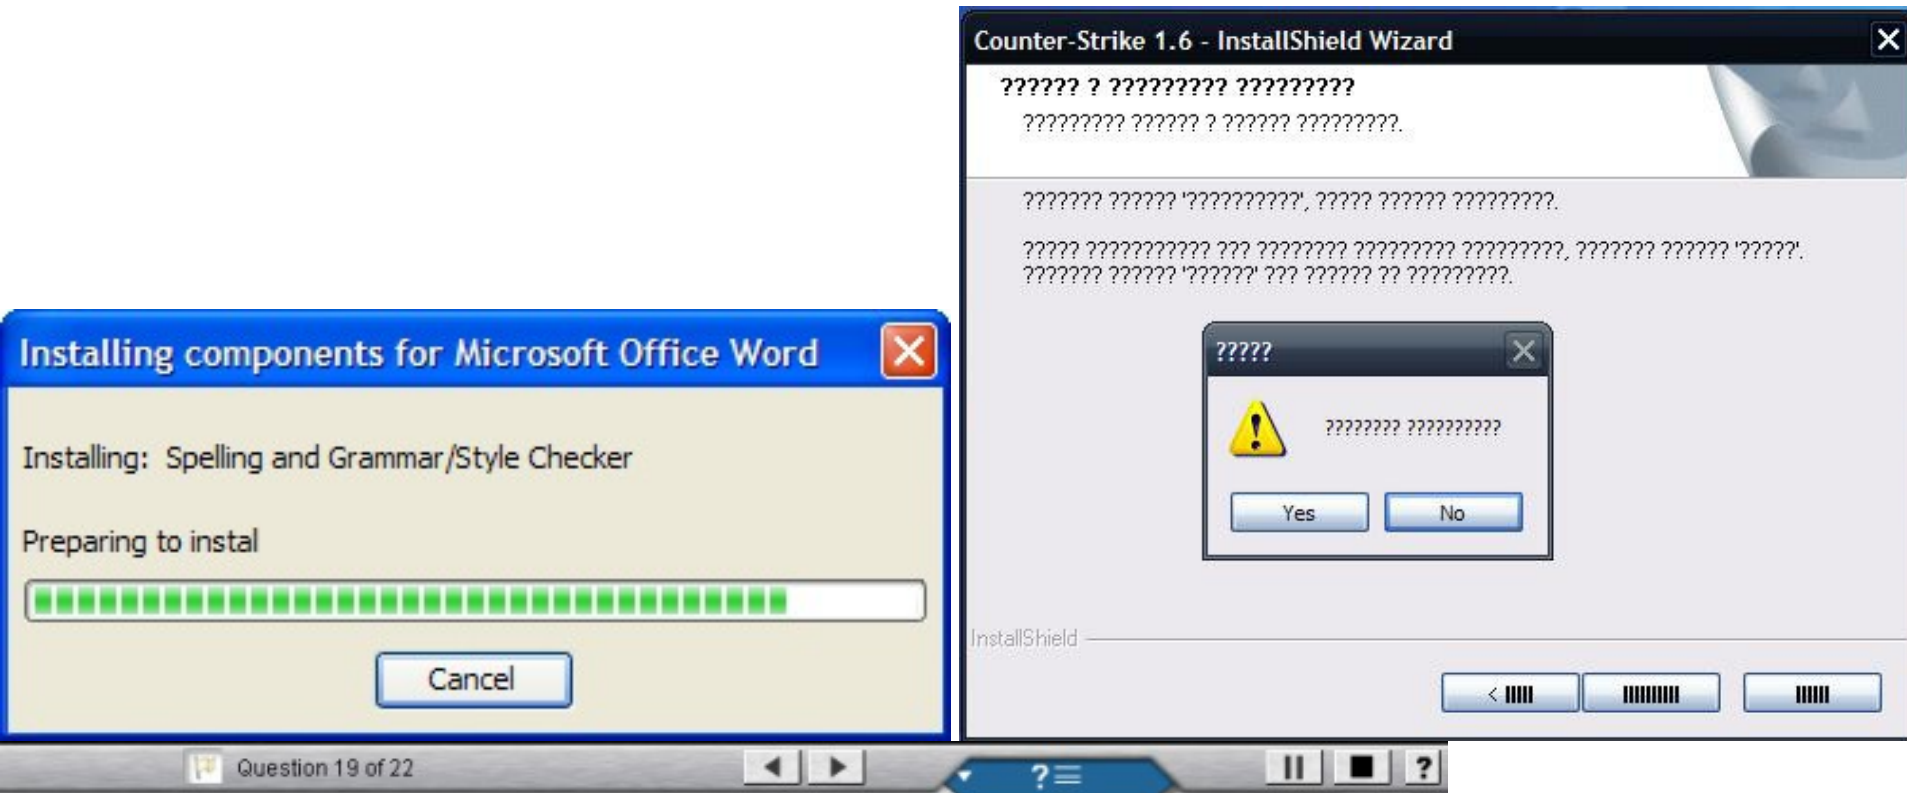 Installing components for Microsoft Office Word
Installing: Spelling and Grammar/Style Checker
Preparing to instal
Cancel
Counter-Strike 1.6 - InstallShield Wizard
?????? ? ????????? ?????????
????????? ?????? ? ?????? ?????????.
??????? ?????? '??????????', ????? ?????? ?????????.
????? ??????????? ??? ???????? ????????? ?????????, ??????? ?????? '?????'.
??????? ?????? '??????' ??? ?????? ?? ?????????.
?????
???????? ??????????
Yes No
InstallShield
<
Question 19 of 22
?
?